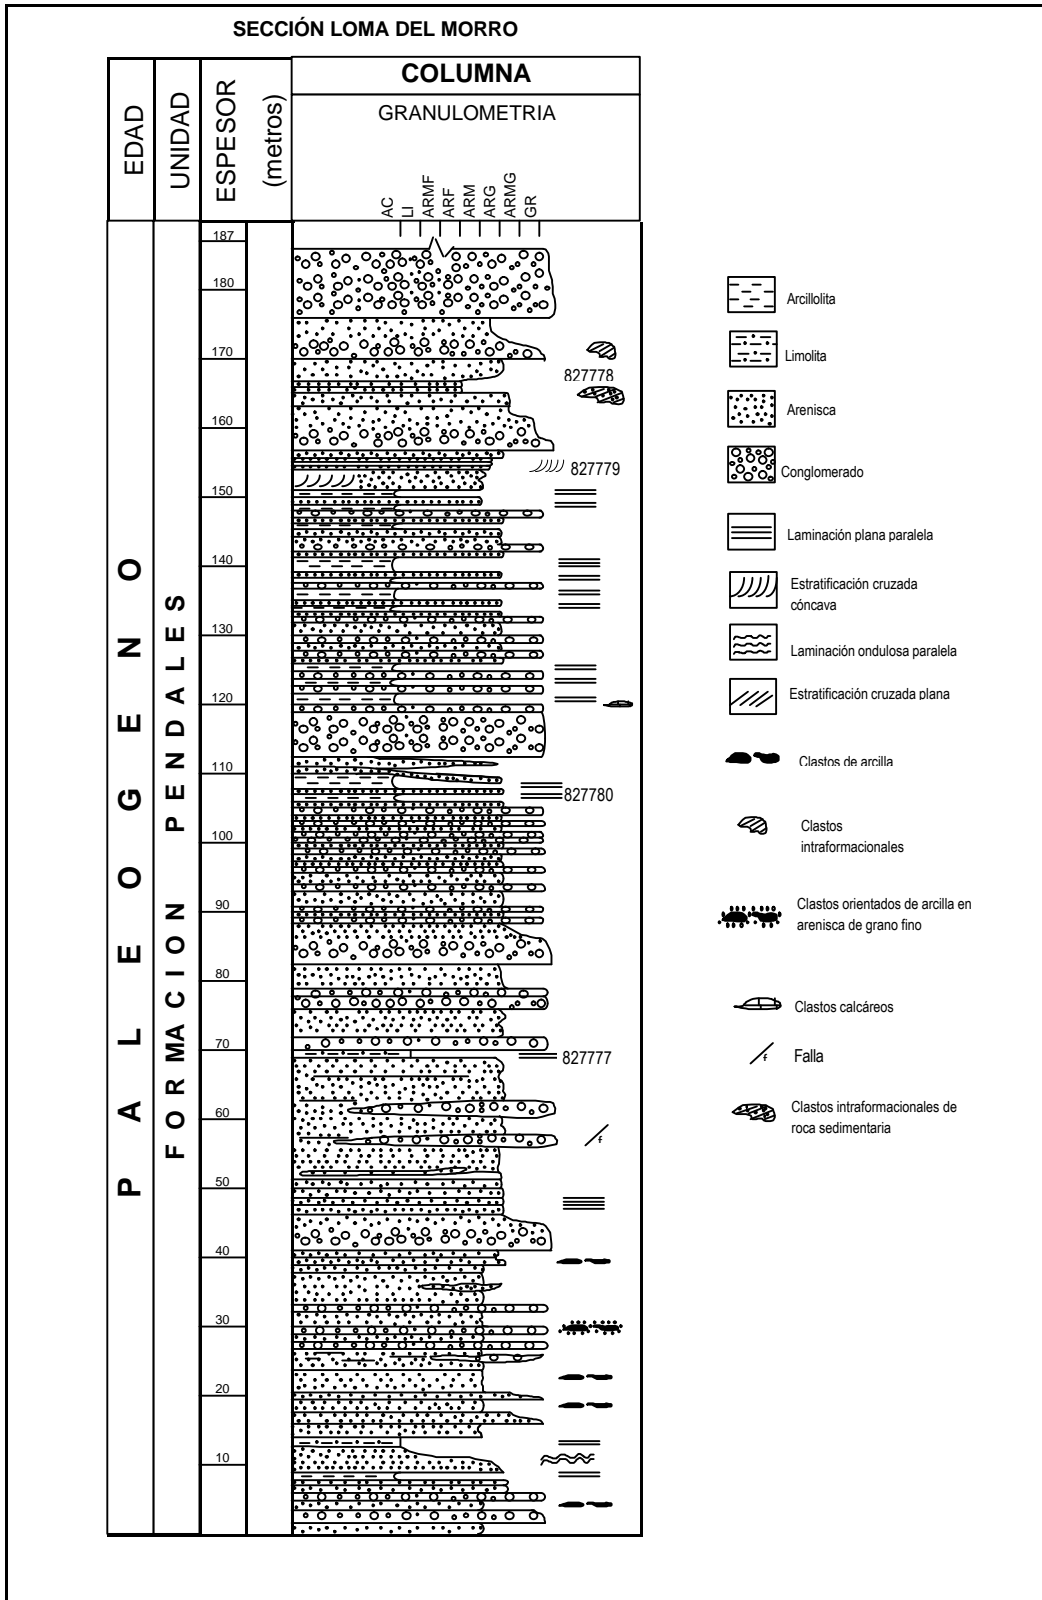 SECCIÓN LOMA DEL MORRO
EDAD
UNIDAD
ESPESOR
(metros)
COLUMNA
GRANULOMETRIA
AC
LI
ARMF
ARF
ARM
ARG
ARMG
GR
PALEOGENO
FORMACION PENDALES
187
180
170
160
150
140
130
120
110
100
90
80
70
60
50
40
30
20
10
827778
827779
827780
827777
f
Arcillolita
Limolita
Arenisca
Conglomerado
Laminación plana paralela
Estratificación cruzada
cóncava
Laminación ondulosa paralela
Estratificación cruzada plana
Clastos de arcilla
Clastos
intraformacionales
Clastos orientados de arcilla en
arenisca de grano fino
Clastos calcáreos
f
Falla
Clastos intraformacionales de
roca sedimentaria